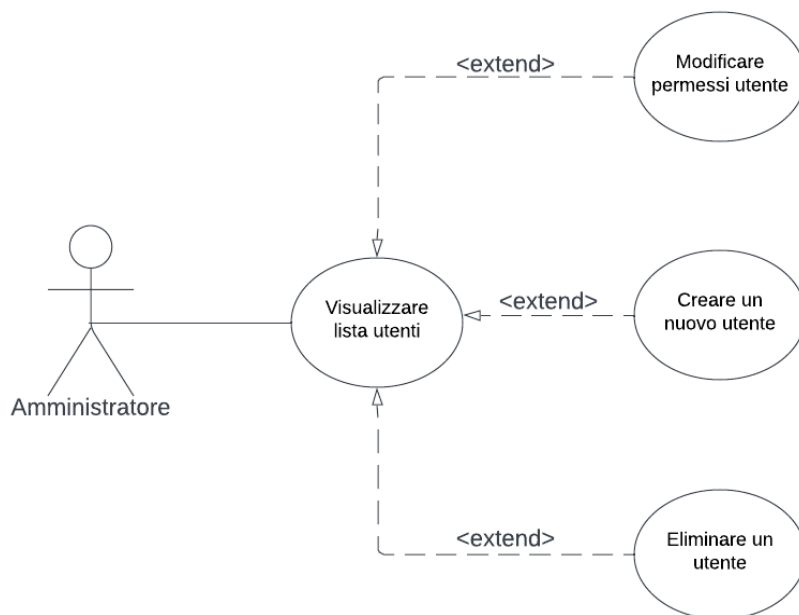 <extend>
Modificare
permessi utente
Visualizzare
lista utenti
<extend>
Creare un
nuovo utente
Amministratore
<extend>
Eliminare un
utente